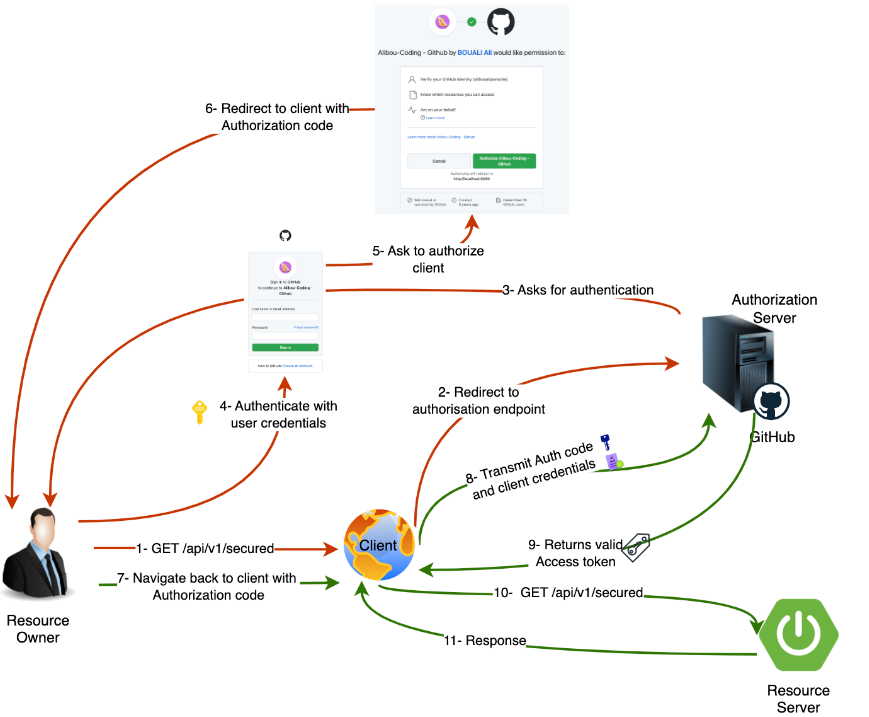 Alibou-Coding - Github by BOUALI Ali would like permission to:
Verify your GitHub identity (alibouaiporsche)
Know which resources you can access
Act on your behalf
Learn more
Learn more about Alibou-Coding - Github
Cancel
Authorize Alibou-Coding -
Github
Authorizing will redirect to
http://localhost:8080
Not owned or
operated by GitHub
Created
Fewer than 10
GitHub users
6- Redirect to client with
Authorization code
5- Ask to authorize
client
3- Asks for authentication
Authorization
Server
Sign in to GitHub
to continue to Alibou-Coding -
Github
Username or email address
Password
Forgot password?
Sign in
New to GitHub? Create an account.
2- Redirect to
authorisation endpoint
4- Authenticate with
user credentials
GitHub
8- Transmit Auth code
and client credentials
1- GET /api/v1/secured
Client
9- Returns valid
Access token
7- Navigate back to client with
Authorization code
10-  GET /api/v1/secured
Resource
Owner
11- Response
Resource
Server